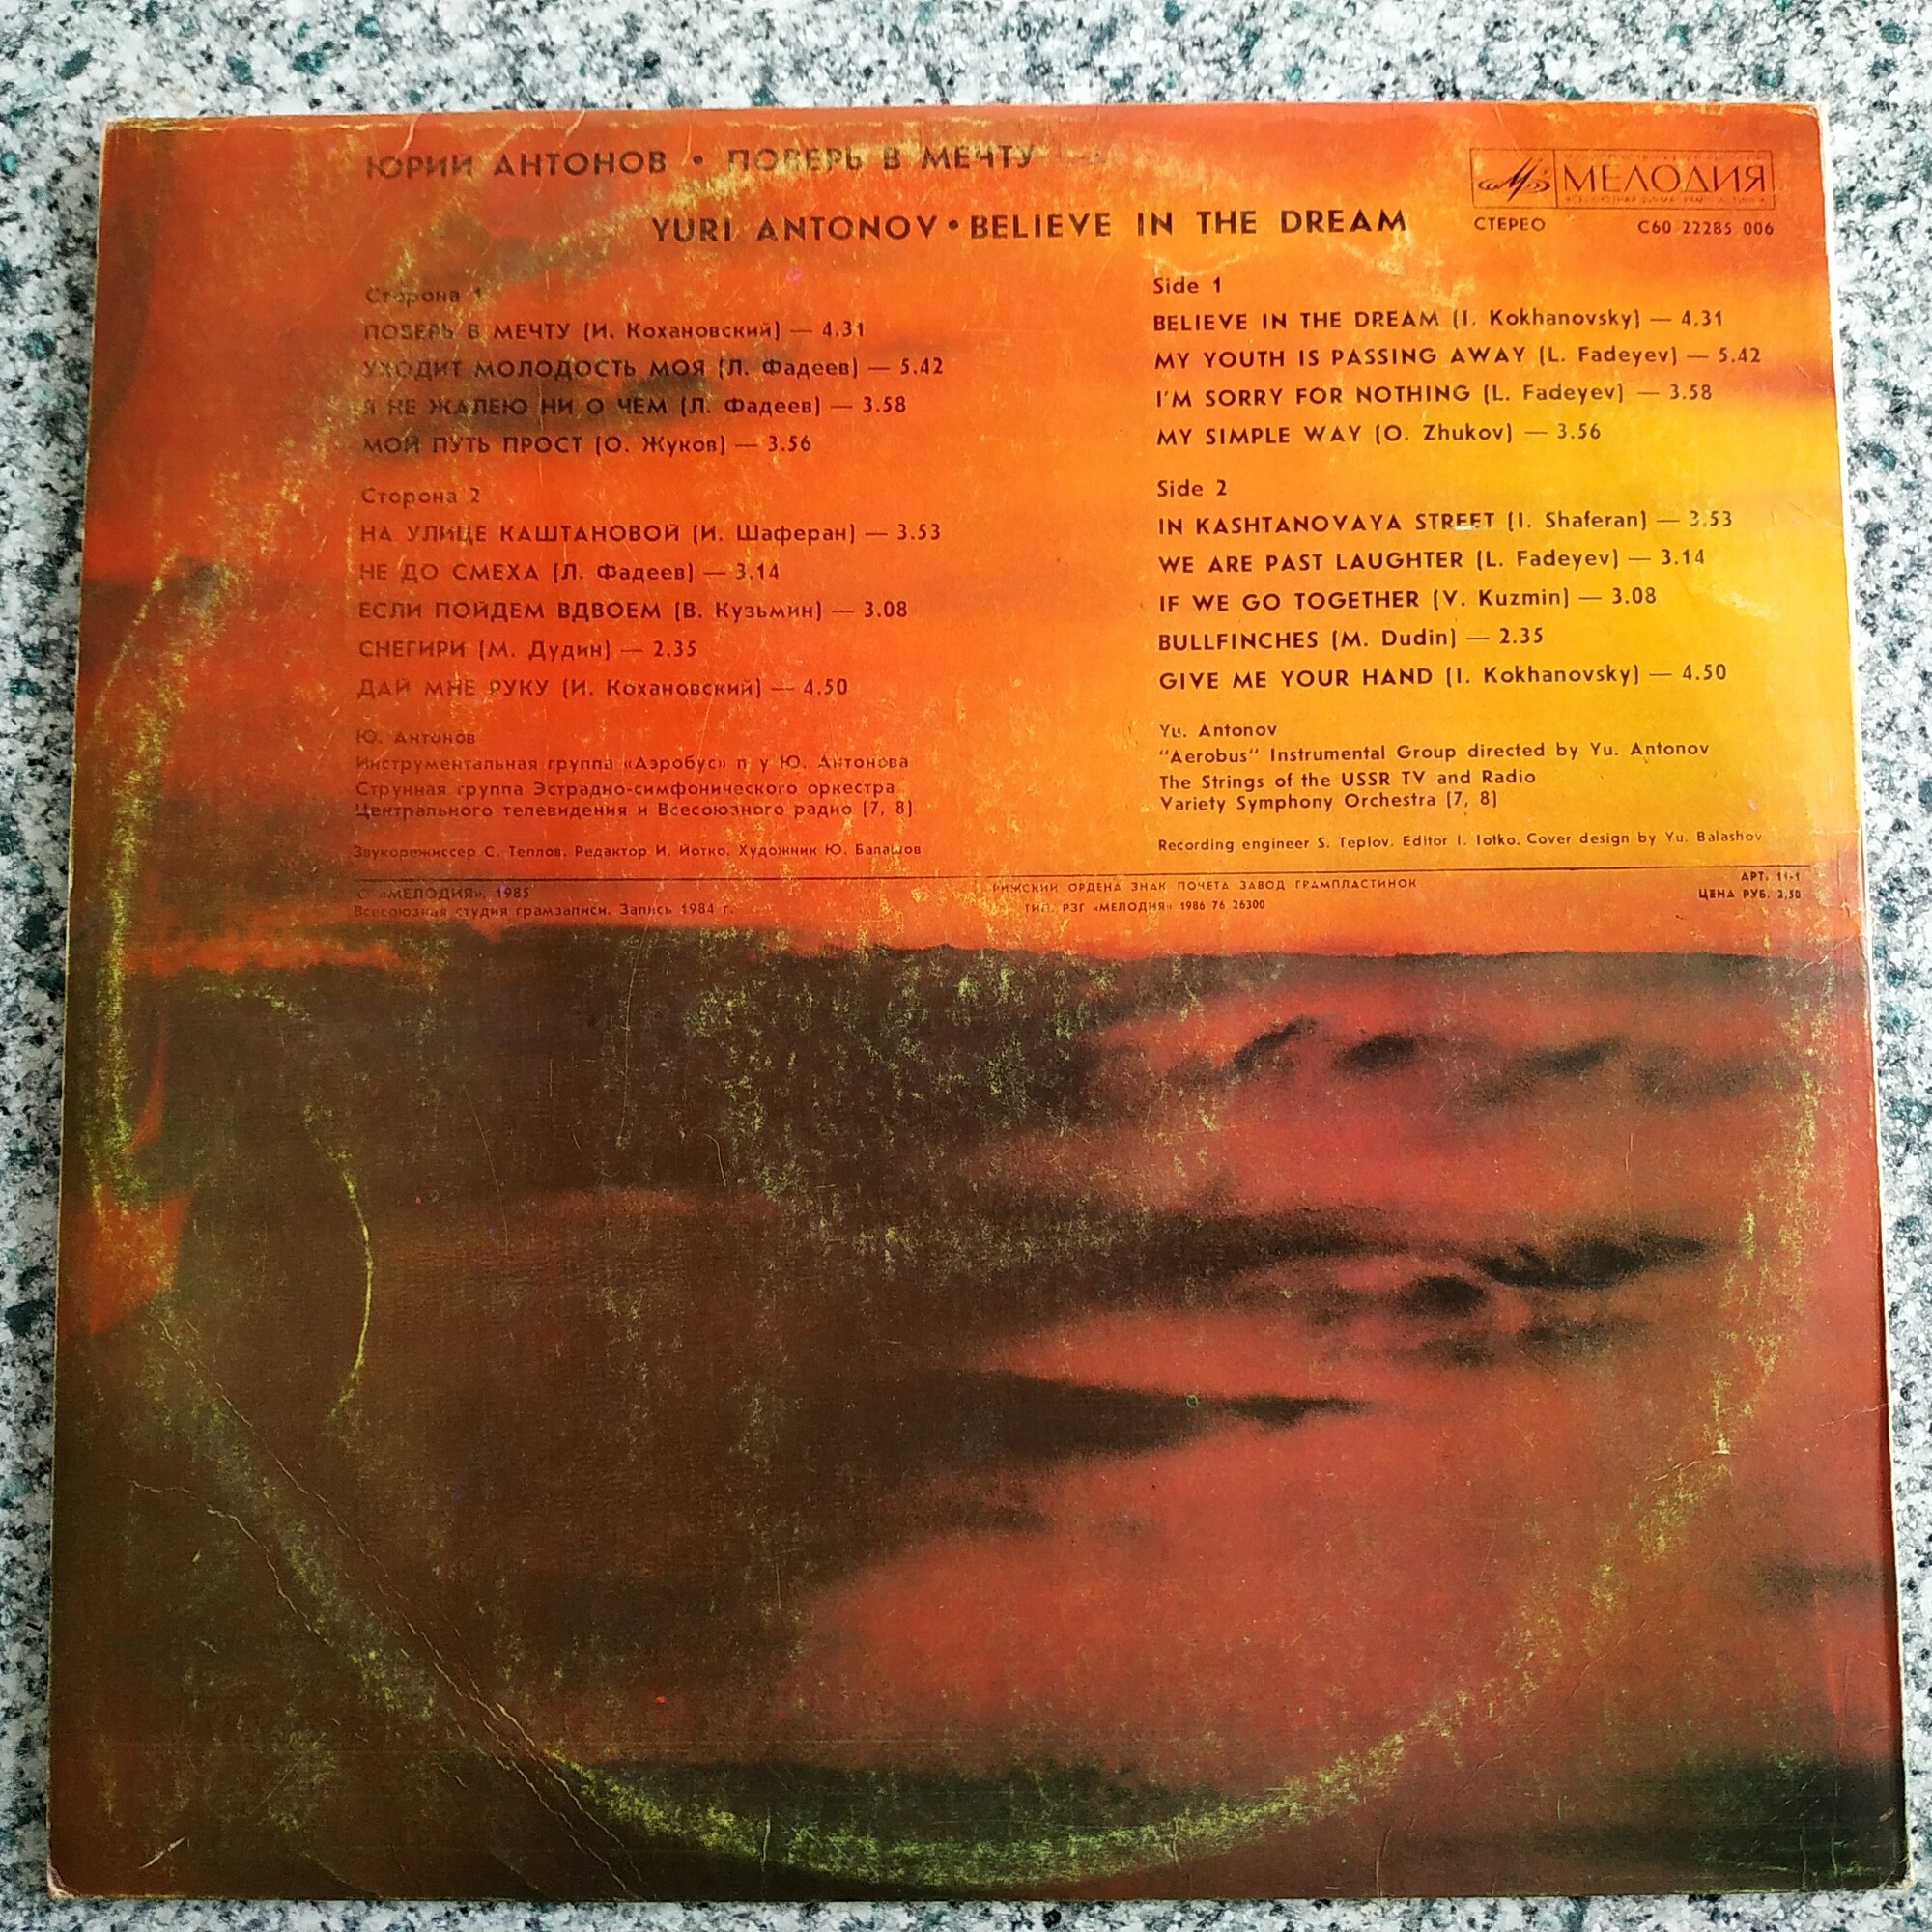 ЮРИЙ АНТОНОВ • ПОВЕРЬ В МЕЧТУ
МЕЛОДИЯ
YURI ANTONOV • BELIEVE IN THE DREAM
СТЕРЕО С60 22285 006
Сторона 1
ПОВЕРЬ В МЕЧТУ (И. Кохановский) — 4.31
УХОДИТ МОЛОДОСТЬ МОЯ (Л. Фадеев) — 5.42
Я НЕ ЖАЛЕЮ НИ О ЧЕМ (Л. Фадеев) — 3.58
МОЙ ПУТЬ ПРОСТ (О. Жуков) — 3.56
Сторона 2
НА УЛИЦЕ КАШТАНОВОЙ (И. Шаферан) — 3.53
НЕ ДО СМЕХА (Л. Фадеев) — 3.14
ЕСЛИ ПОЙДЕМ ВДВОЕМ (В. Кузьмин) — 3.08
СНЕГИРИ (М. Дудин) — 2.35
ДАЙ МНЕ РУКУ (И. Кохановский) — 4.50
Ю. Антонов
Инструментальная группа «Аэробус» п/у Ю. Антонова
Струнная группа Эстрадно-симфонического оркестра
Центрального телевидения и Всесоюзного радио (7, 8)
Звукорежиссер С. Теплов. Редактор И. Йотко. Художник Ю. Балашов
Side 1
BELIEVE IN THE DREAM (I. Kokhanovsky) — 4.31
MY YOUTH IS PASSING AWAY (L. Fadeyev) — 5.42
I'M SORRY FOR NOTHING (L. Fadeyev) — 3.58
MY SIMPLE WAY (O. Zhukov) — 3.56
Side 2
IN KASHTANOVAYA STREET (I. Shaferan) — 3.53
WE ARE PAST LAUGHTER (L. Fadeyev) — 3.14
IF WE GO TOGETHER (V. Kuzmin) — 3.08
BULLFINCHES (M. Dudin) — 2.35
GIVE ME YOUR HAND (I. Kokhanovsky) — 4.50
Yu. Antonov
"Aerobus" Instrumental Group directed by Yu. Antonov
The Strings of the USSR TV and Radio
Variety Symphony Orchestra (7, 8)
Recording engineer S. Teplov. Editor I. Iotko. Cover design by Yu. Balashov
© «МЕЛОДИЯ», 1985
Всесоюзная студия грамзаписи. Запись 1984 г.
РИЖСКИЙ ОРДЕНА ЗНАК ПОЧЕТА ЗАВОД ГРАМПЛАСТИНОК
ТИП. РЗГ «МЕЛОДИЯ» 1986 76 26300
АРТ. 11-1
ЦЕНА РУБ. 2,50